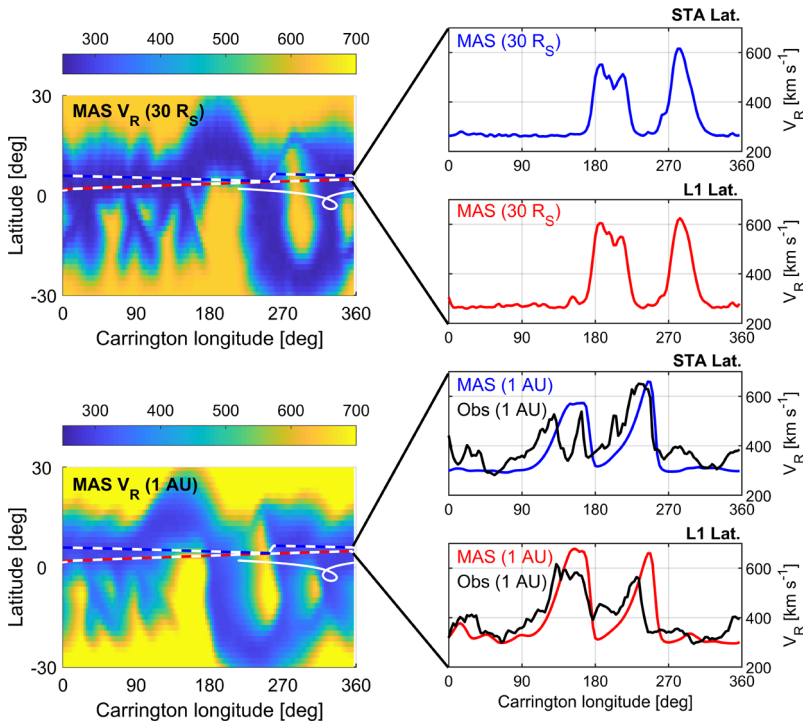 300 400 500 600 700
MAS V_R (30 R_S)
30
0
-30
Latitude [deg]
0 90 180 270 360
Carrington longitude [deg]
STA Lat.
MAS (30 R_S)
600
400
200
V_R [km s^-1]
0 90 180 270 360
L1 Lat.
MAS (30 R_S)
600
400
200
V_R [km s^-1]
0 90 180 270 360
300 400 500 600 700
MAS V_R (1 AU)
30
0
-30
Latitude [deg]
0 90 180 270 360
Carrington longitude [deg]
STA Lat.
MAS (1 AU)
Obs (1 AU)
600
400
200
V_R [km s^-1]
0 90 180 270 360
L1 Lat.
MAS (1 AU)
Obs (1 AU)
600
400
200
V_R [km s^-1]
0 90 180 270 360
Carrington longitude [deg]